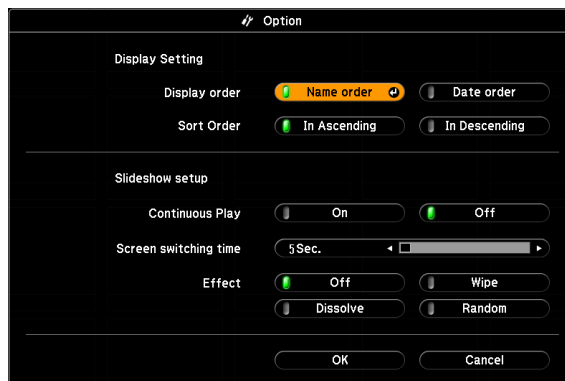 Option
Display Setting
Display order Name order Date order
Sort Order In Ascending In Descending
Slideshow setup
Continuous Play On Off
Screen switching time 5Sec.
Effect Off Wipe
Dissolve Random
OK Cancel